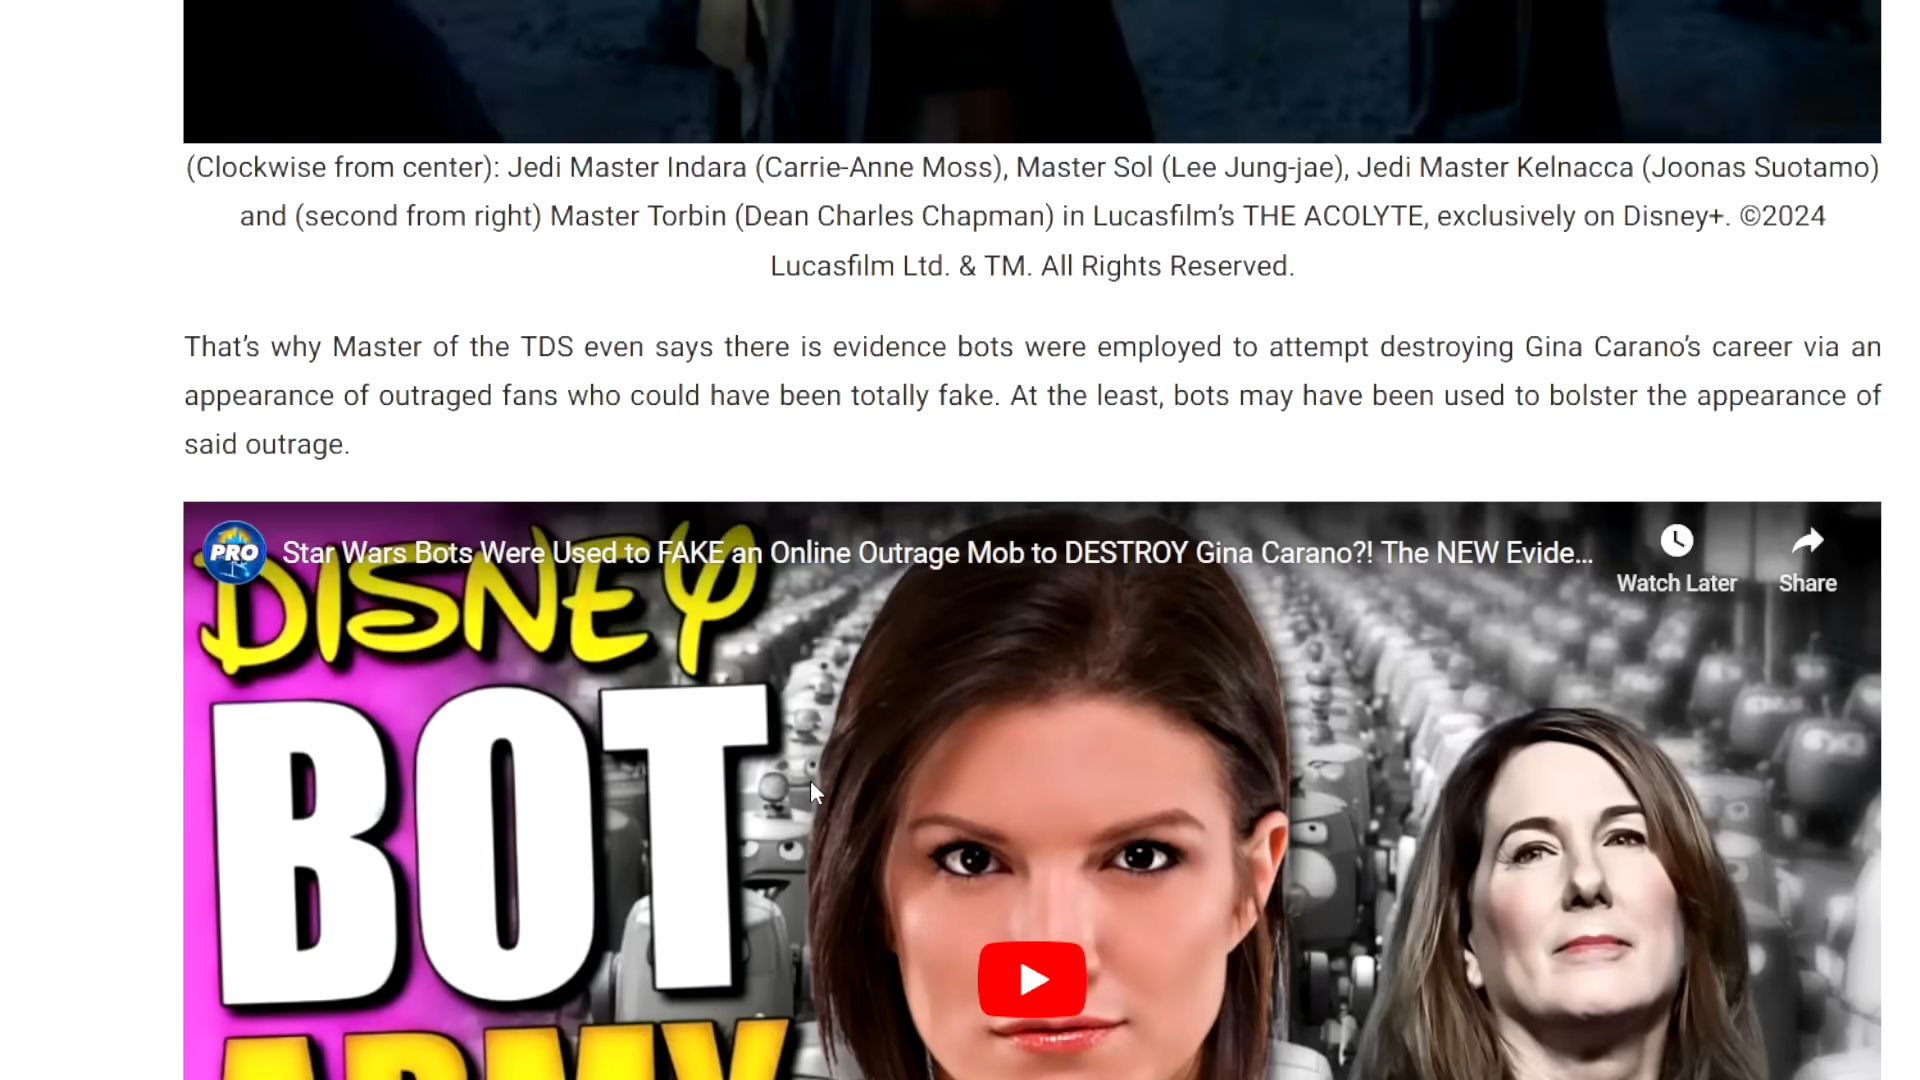 (Clockwise from center): Jedi Master Indara (Carrie-Anne Moss), Master Sol (Lee Jung-jae), Jedi Master Kelnacca (Joonas Suotamo)
and (second from right) Master Torbin (Dean Charles Chapman) in Lucasfilm’s THE ACOLYTE, exclusively on Disney+. ©2024
Lucasfilm Ltd. & TM. All Rights Reserved.
That’s why Master of the TDS even says there is evidence bots were employed to attempt destroying Gina Carano’s career via an
appearance of outraged fans who could have been totally fake. At the least, bots may have been used to bolster the appearance of
said outrage.
PRO
Star Wars Bots Were Used to FAKE an Online Outrage Mob to DESTROY Gina Carano?! The NEW Evide...
Watch Later
Share
DISNEY
BOT
ARMY